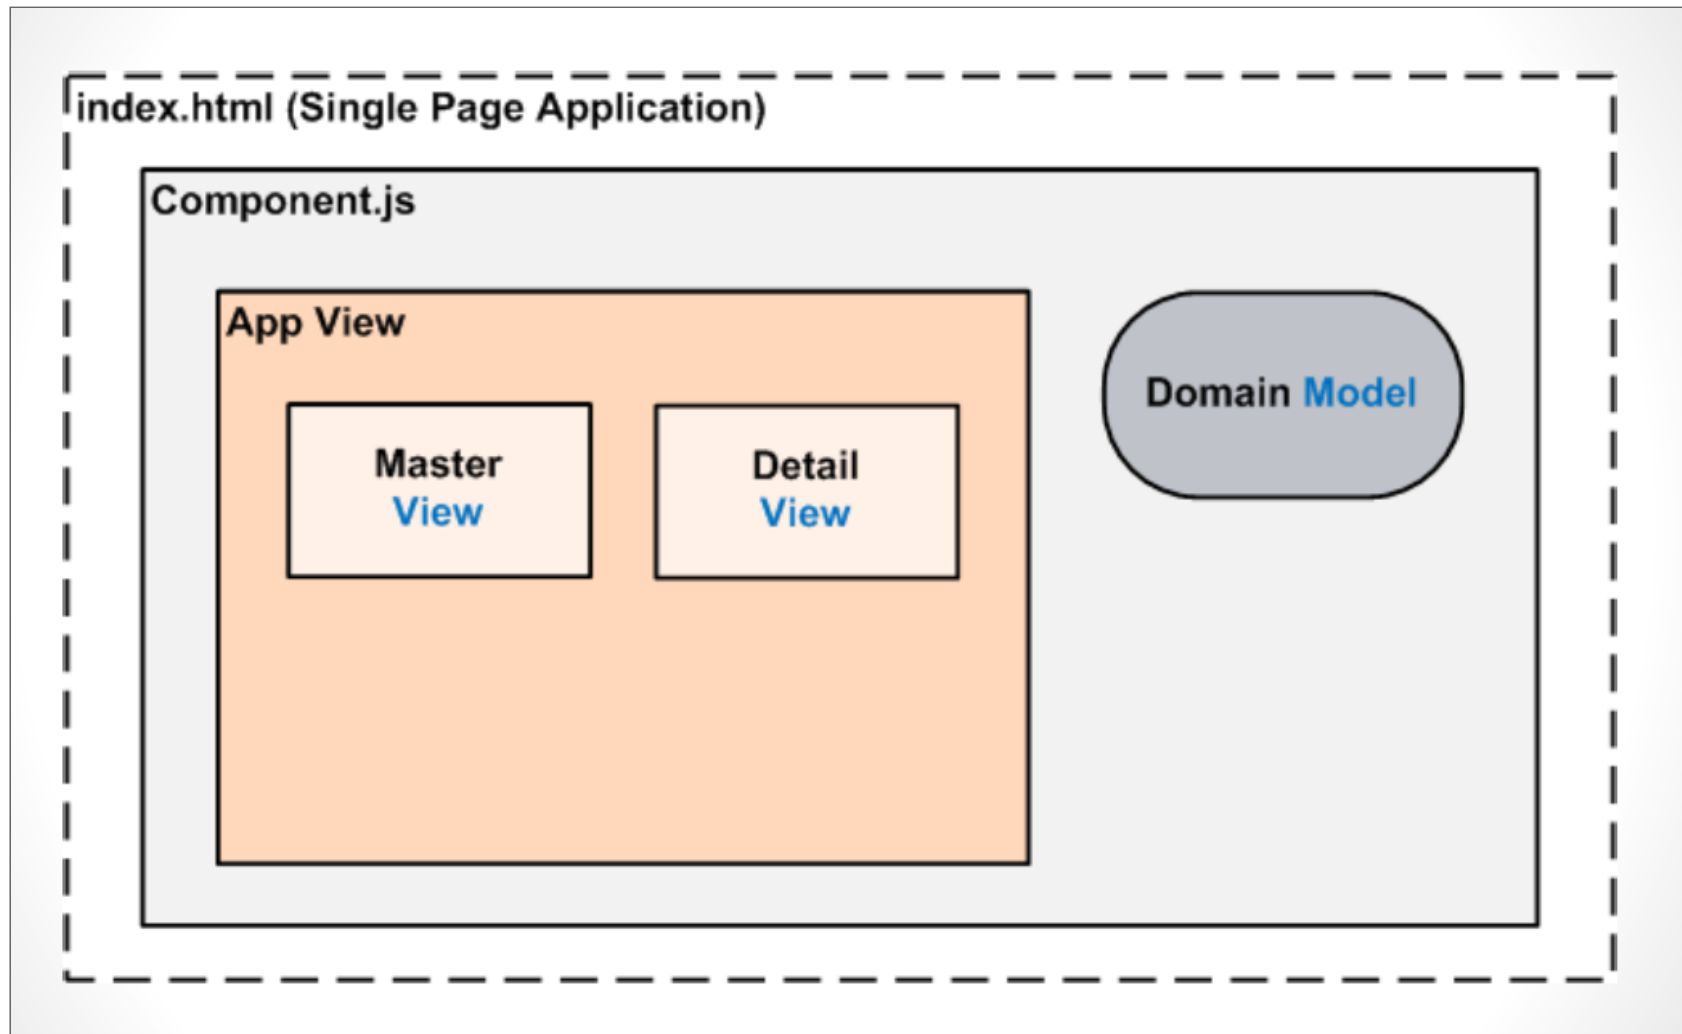 index.html (Single Page Application)
Component.js
App View
Master
View
Detail
View
Domain Model